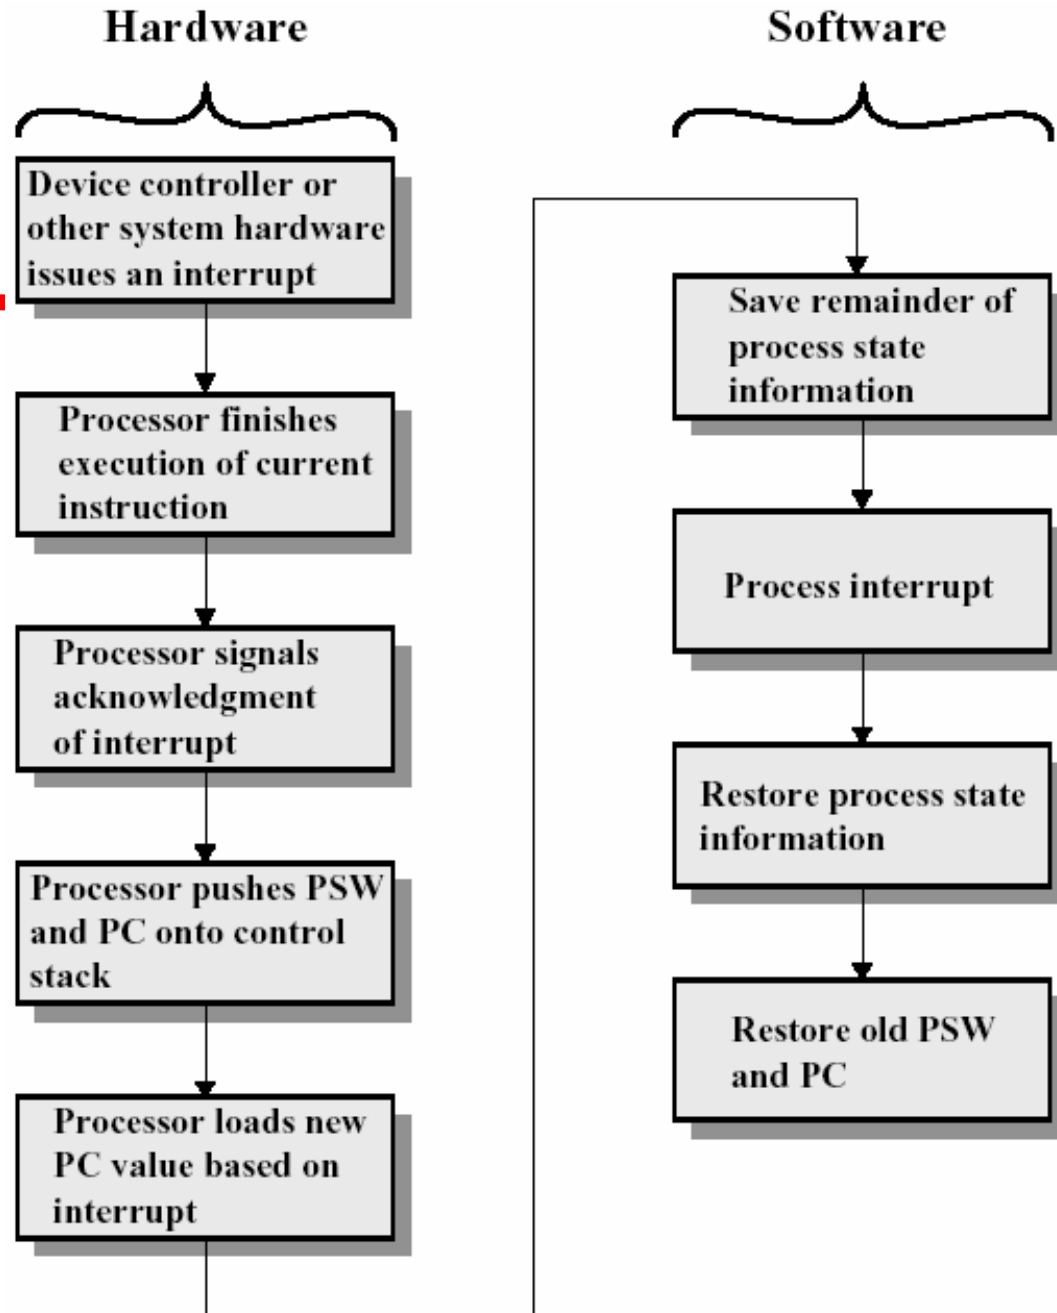 Hardware
Device controller or
other system hardware
issues an interrupt
Processor finishes
execution of current
instruction
Processor signals
acknowledgment
of interrupt
Processor pushes PSW
and PC onto control
stack
Processor loads new
PC value based on
interrupt
Software
Save remainder of
process state
information
Process interrupt
Restore process state
information
Restore old PSW
and PC